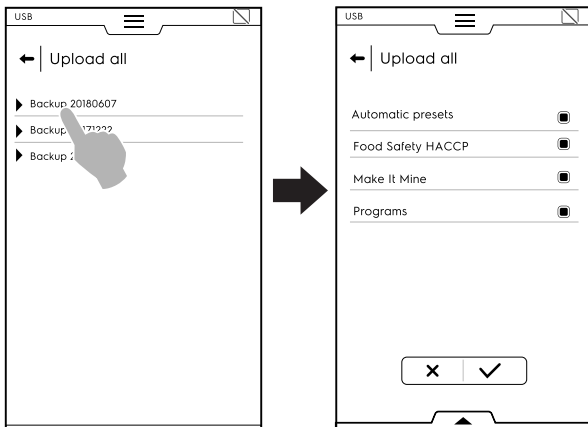 USB
Upload all
Backup 20180607
Backup
Backup
USB
Upload all
Automatic presets
Food Safety HACCP
Make It Mine
Programs